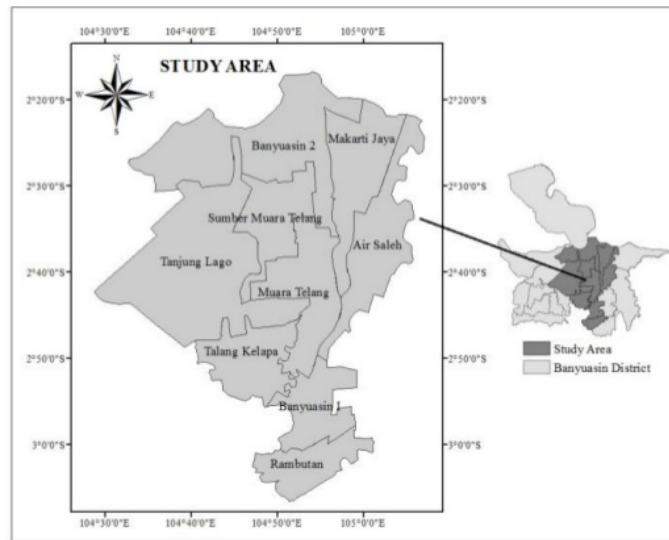 104°30'0"E 104°40'0"E 104°50'0"E 105°0'0"E
STUDY AREA
N
W E
S
2°20'0"S 2°20'0"S
Makarti Jaya
Banyuasin 2
2°30'0"S 2°30'0"S
Sumber Muara Telang
Air Saleh
Tanjung Lago
2°40'0"S 2°40'0"S
Muara Telang
Talang Kelapa
2°50'0"S 2°50'0"S
Study Area
Banyuasin District
Banyuasin I
3°0'0"S 3°0'0"S
Rambutan
104°30'0"E 104°40'0"E 104°50'0"E 105°0'0"E